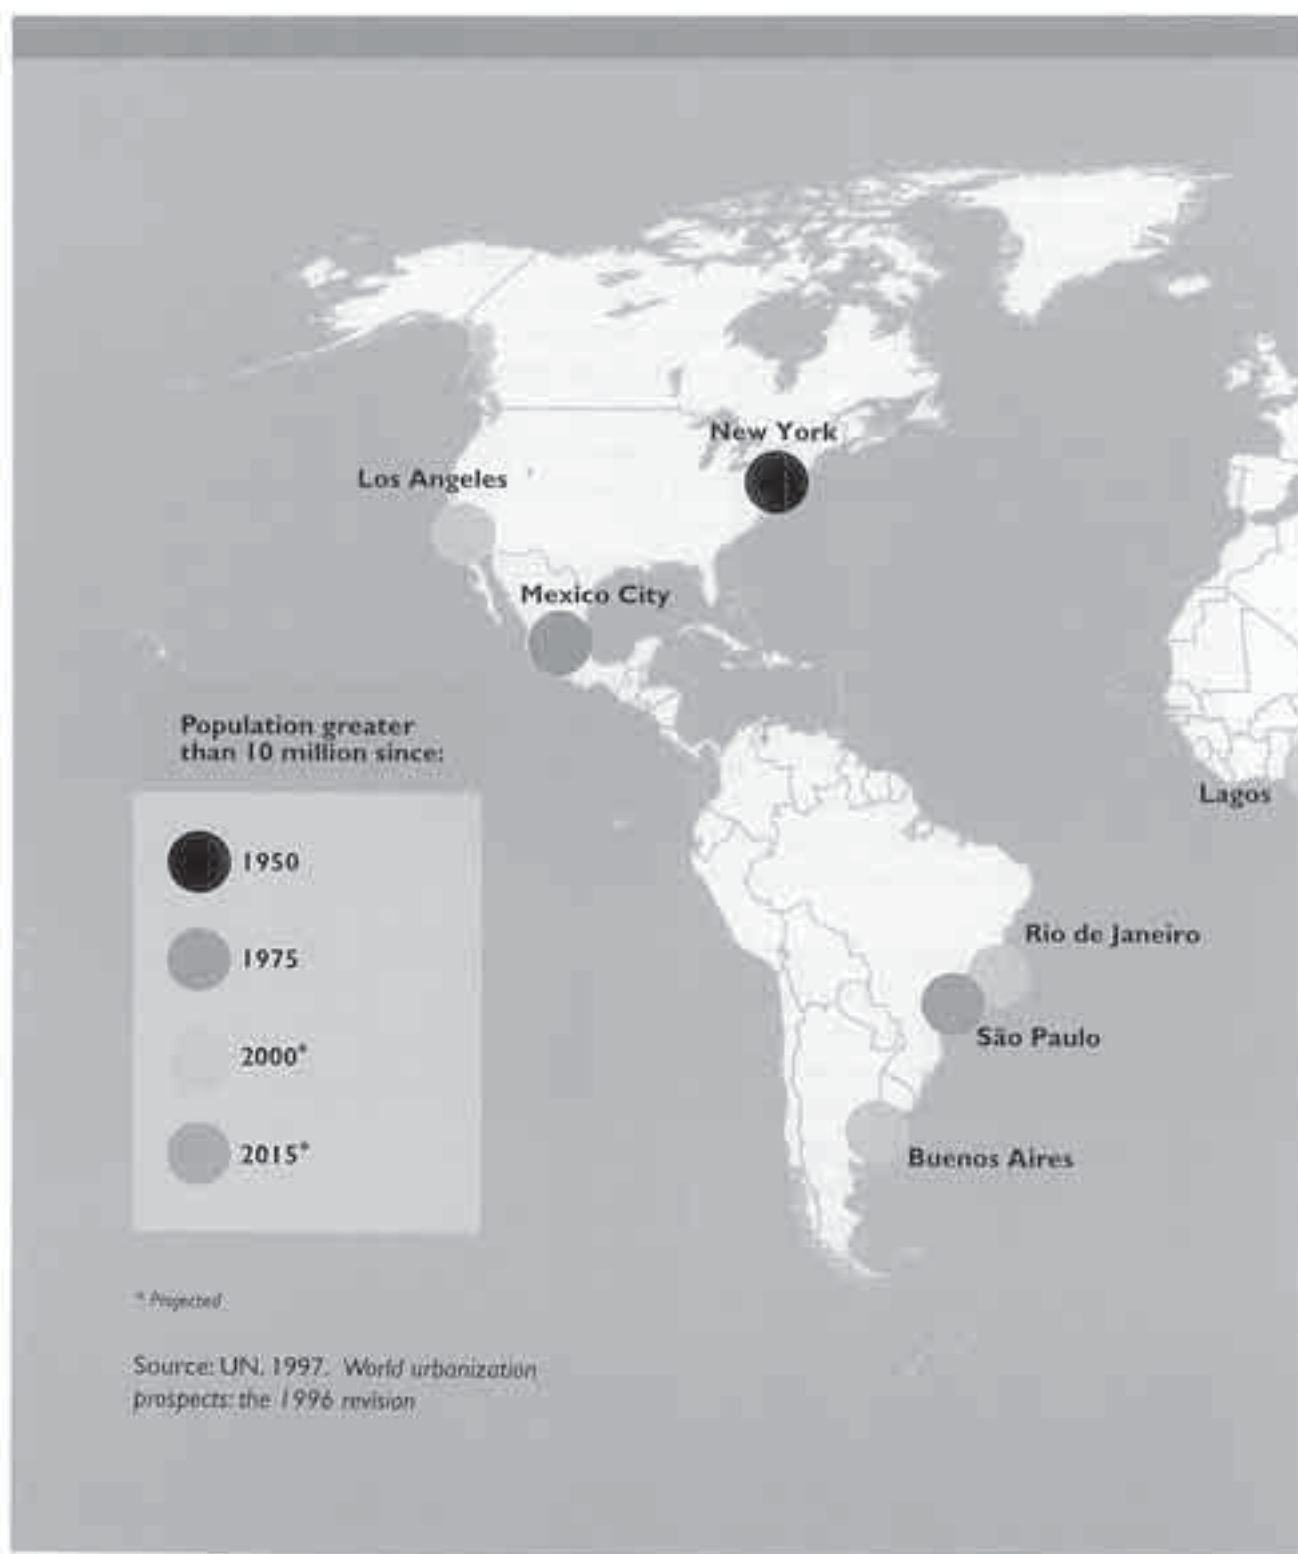 New York
Los Angeles
Mexico City
Population greater
than 10 million since:
Lagos
1950
Rio de Janeiro
1975
São Paulo
2000*
Buenos Aires
2015*
* Projected
Source: UN. 1997. World urbanization
prospects: the 1996 revision